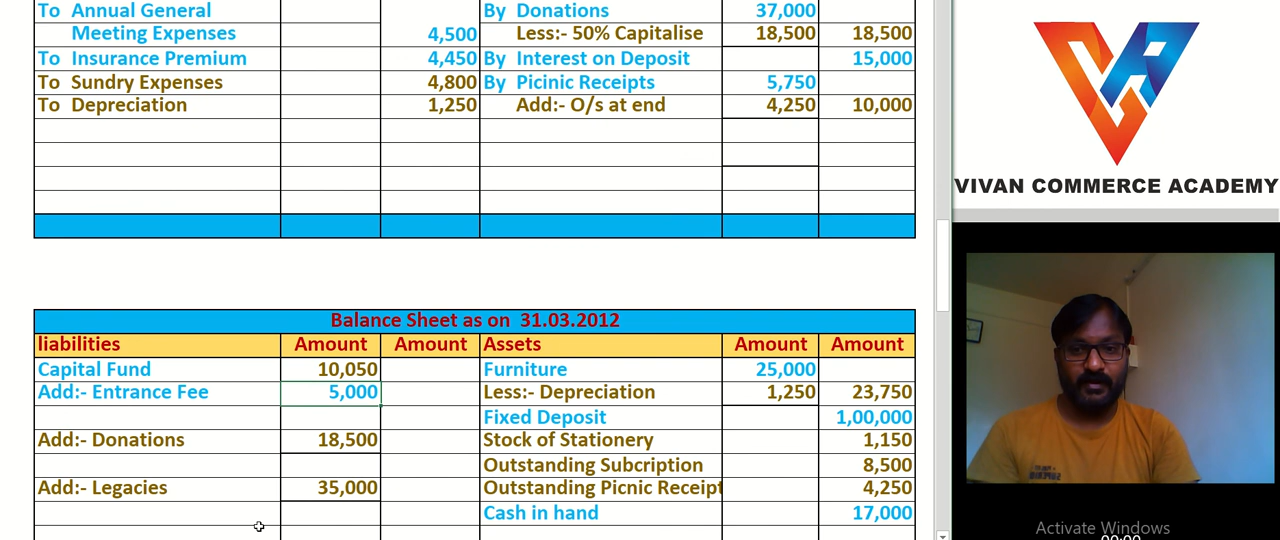 To Annual General By Donations 37,000
Meeting Expenses 4,500 Less:- 50% Capitalise 18,500 18,500
To Insurance Premium 4,450 By Interest on Deposit 15,000
To Sundry Expenses 4,800 By Picinic Receipts 5,750
To Depreciation 1,250 Add:- O/s at end 4,250 10,000
VIVAN COMMERCE ACADEMY
Balance Sheet as on 31.03.2012
liabilities Amount Amount Assets Amount Amount
Capital Fund 10,050 Furniture 25,000
Add:- Entrance Fee 5,000 Less:- Depreciation 1,250 23,750
Fixed Deposit 1,00,000
Add:- Donations 18,500 Stock of Stationery 1,150
Outstanding Subcription 8,500
Add:- Legacies 35,000 Outstanding Picnic Receipt 4,250
Cash in hand 17,000
Activate Windows